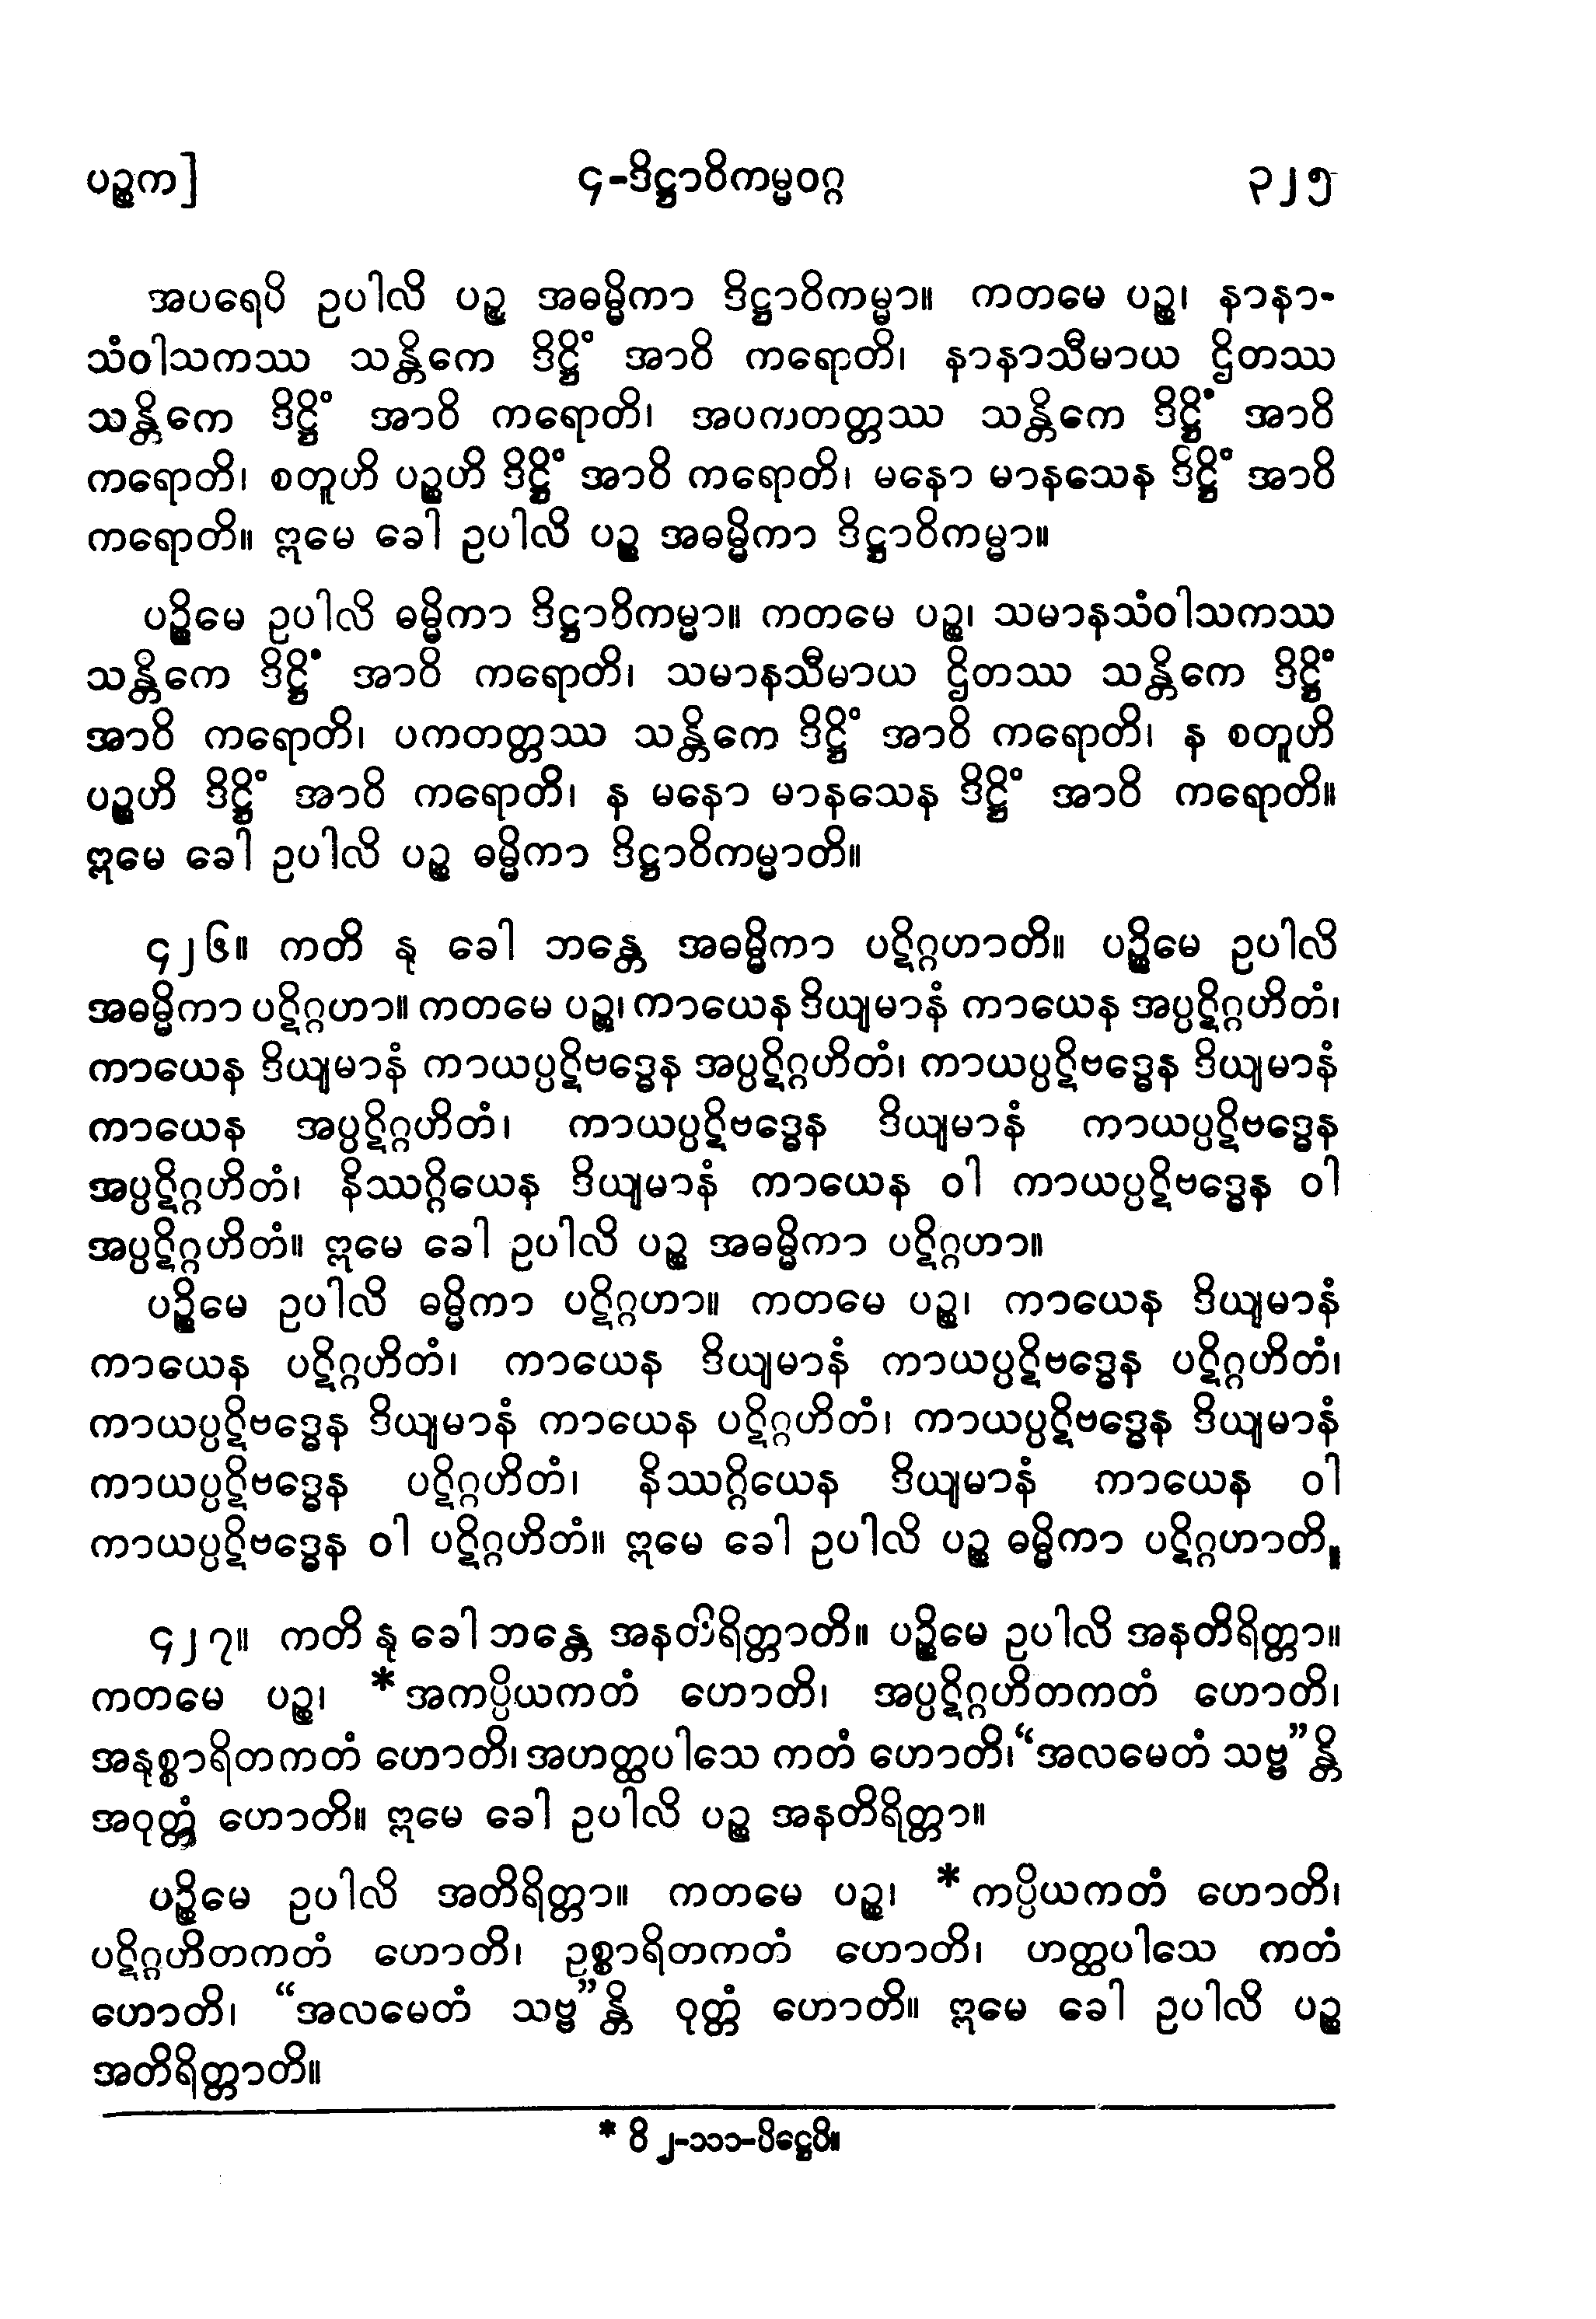 ပဉ္စက]
၄-ဒိဋ္ဌာဝိကမ္မဝဂ္ဂ
၃၂၅
အပရေပိ ဥပါလိ ပဉ္စ အဓမ္မိကာ ဒိဋ္ဌာဝိကမ္မာ။ ကတမေ ပဉ္စ၊ နာနာ-
သံဝါသကဿ သန္တိကေ ဒိဋ္ဌိံ အာဝိ ကရောတိ၊ နာနာသီမာယ ဌိတဿ
သန္တိကေ ဒိဋ္ဌိံ အာဝိ ကရောတိ၊ အပကတတ္တဿ သန္တိကေ ဒိဋ္ဌိံ အာဝိ
ကရောတိ၊ စတူဟိ ပဉ္စဟိ ဒိဋ္ဌိံ အာဝိ ကရောတိ၊ မနော မာနသေန ဒိဋ္ဌိံ အာဝိ
ကရောတိ။ ဣမေ ခေါ ဥပါလိ ပဉ္စ အဓမ္မိကာ ဒိဋ္ဌာဝိကမ္မာ။
ပဉ္စိမေ ဥပါလိ ဓမ္မိကာ ဒိဋ္ဌာဝိကမ္မာ။ ကတမေ ပဉ္စ၊ သမာနသံဝါသကဿ
သန္တိကေ ဒိဋ္ဌိံ အာဝိ ကရောတိ၊ သမာနသီမာယ ဌိတဿ သန္တိကေ ဒိဋ္ဌိံ
အာဝိ ကရောတိ၊ ပကတတ္တဿ သန္တိကေ ဒိဋ္ဌိံ အာဝိ ကရောတိ၊ န စတူဟိ
ပဉ္စဟိ ဒိဋ္ဌိံ အာဝိ ကရောတိ၊ န မနော မာနသေန ဒိဋ္ဌိံ အာဝိ ကရောတိ။
ဣမေ ခေါ ဥပါလိ ပဉ္စ ဓမ္မိကာ ဒိဋ္ဌာဝိကမ္မာတိ။
၄၂၆။ ကတိ နု ခေါ ဘန္တေ အဓမ္မိကာ ပဋိဂ္ဂဟာတိ။ ပဉ္စိမေ ဥပါလိ
အဓမ္မိကာ ပဋိဂ္ဂဟာ။ ကတမေ ပဉ္စ၊ ကာယေန ဒိယျမာနံ ကာယေန အပ္ပဋိဂ္ဂဟိတံ၊
ကာယေန ဒိယျမာနံ ကာယပ္ပဋိဗဒ္ဓေန အပ္ပဋိဂ္ဂဟိတံ၊ ကာယပ္ပဋိဗဒ္ဓေန ဒိယျမာနံ
ကာယေန အပ္ပဋိဂ္ဂဟိတံ၊ ကာယပ္ပဋိဗဒ္ဓေန ဒိယျမာနံ ကာယပ္ပဋိဗဒ္ဓေန
အပ္ပဋိဂ္ဂဟိတံ၊ နိဿဂ္ဂိယေန ဒိယျမာနံ ကာယေန ဝါ ကာယပ္ပဋိဗဒ္ဓေန ဝါ
အပ္ပဋိဂ္ဂဟိတံ။ ဣမေ ခေါ ဥပါလိ ပဉ္စ အဓမ္မိကာ ပဋိဂ္ဂဟာ။
ပဉ္စိမေ ဥပါလိ ဓမ္မိကာ ပဋိဂ္ဂဟာ။ ကတမေ ပဉ္စ၊ ကာယေန ဒိယျမာနံ
ကာယေန ပဋိဂ္ဂဟိတံ၊ ကာယေန ဒိယျမာနံ ကာယပ္ပဋိဗဒ္ဓေန ပဋိဂ္ဂဟိတံ၊
ကာယပ္ပဋိဗဒ္ဓေန ဒိယျမာနံ ကာယေန ပဋိဂ္ဂဟိတံ၊ ကာယပ္ပဋိဗဒ္ဓေန ဒိယျမာနံ
ကာယပ္ပဋိဗဒ္ဓေန ပဋိဂ္ဂဟိတံ၊ နိဿဂ္ဂိယေန ဒိယျမာနံ ကာယေန ဝါ
ကာယပ္ပဋိဗဒ္ဓေန ဝါ ပဋိဂ္ဂဟိတံ။ ဣမေ ခေါ ဥပါလိ ပဉ္စ ဓမ္မိကာ ပဋိဂ္ဂဟာတိ။
၄၂၇။ ကတိ နု ခေါ ဘန္တေ အနတိရိတ္တာတိ။ ပဉ္စိမေ ဥပါလိ အနတိရိတ္တာ။
ကတမေ ပဉ္စ၊ *အကပ္ပိယကတံ ဟောတိ၊ အပ္ပဋိဂ္ဂဟိတကတံ ဟောတိ၊
အနုစ္စာရိတကတံ ဟောတိ၊ အဟတ္ထပါသေ ကတံ ဟောတိ၊ “အလမေတံ သဗ္ဗ”န္တိ
အဝုတ္တံ ဟောတိ။ ဣမေ ခေါ ဥပါလိ ပဉ္စ အနတိရိတ္တာ။
ပဉ္စိမေ ဥပါလိ အတိရိတ္တာ။ ကတမေ ပဉ္စ၊ *ကပ္ပိယကတံ ဟောတိ၊
ပဋိဂ္ဂဟိတကတံ ဟောတိ၊ ဥစ္စာရိတကတံ ဟောတိ၊ ဟတ္ထပါသေ ကတံ
ဟောတိ၊ “အလမေတံ သဗ္ဗ”န္တိ ဝုတ္တံ ဟောတိ။ ဣမေ ခေါ ဥပါလိ ပဉ္စ
အတိရိတ္တာတိ။
* ဝိ ၂-၁၁၁-ပိဋ္ဌေပိ။